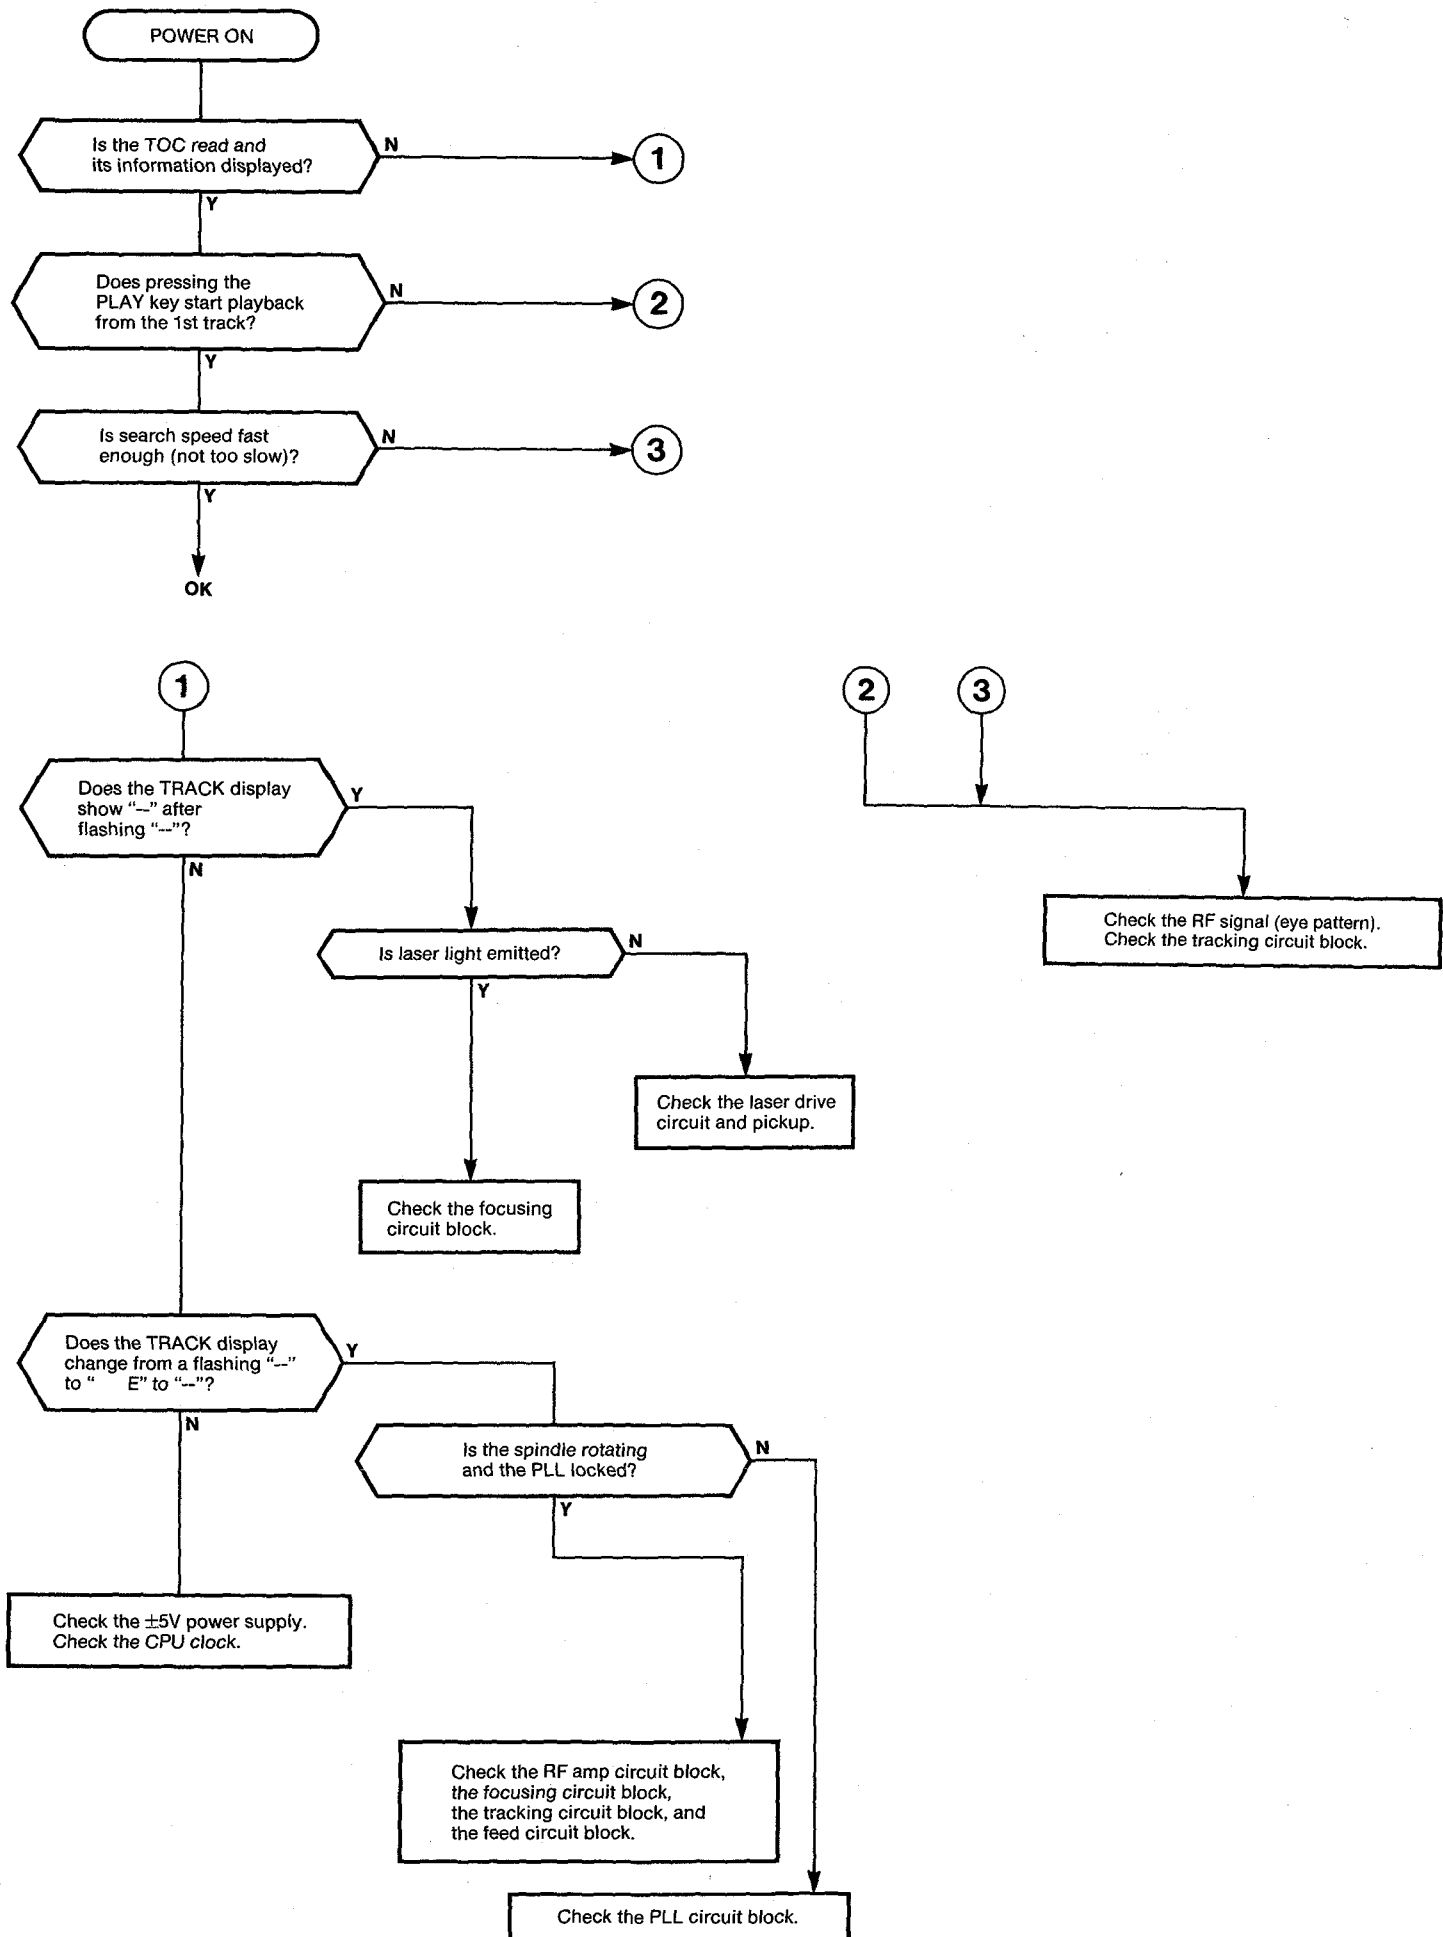 POWER ON
Is the TOC read and
its information displayed?
N
1
Y
Does pressing the
PLAY key start playback
from the 1st track?
N
2
Y
Is search speed fast
enough (not too slow)?
N
3
Y
OK
1
2
3
Does the TRACK display
show “--” after
flashing “--”?
Y
N
Check the RF signal (eye pattern).
Check the tracking circuit block.
Is laser light emitted?
N
Y
Check the laser drive
circuit and pickup.
Check the focusing
circuit block.
Does the TRACK display
change from a flashing “--”
to “    E” to “--”?
Y
N
Is the spindle rotating
and the PLL locked?
N
Y
Check the ±5V power supply.
Check the CPU clock.
Check the RF amp circuit block,
the focusing circuit block,
the tracking circuit block, and
the feed circuit block.
Check the PLL circuit block.